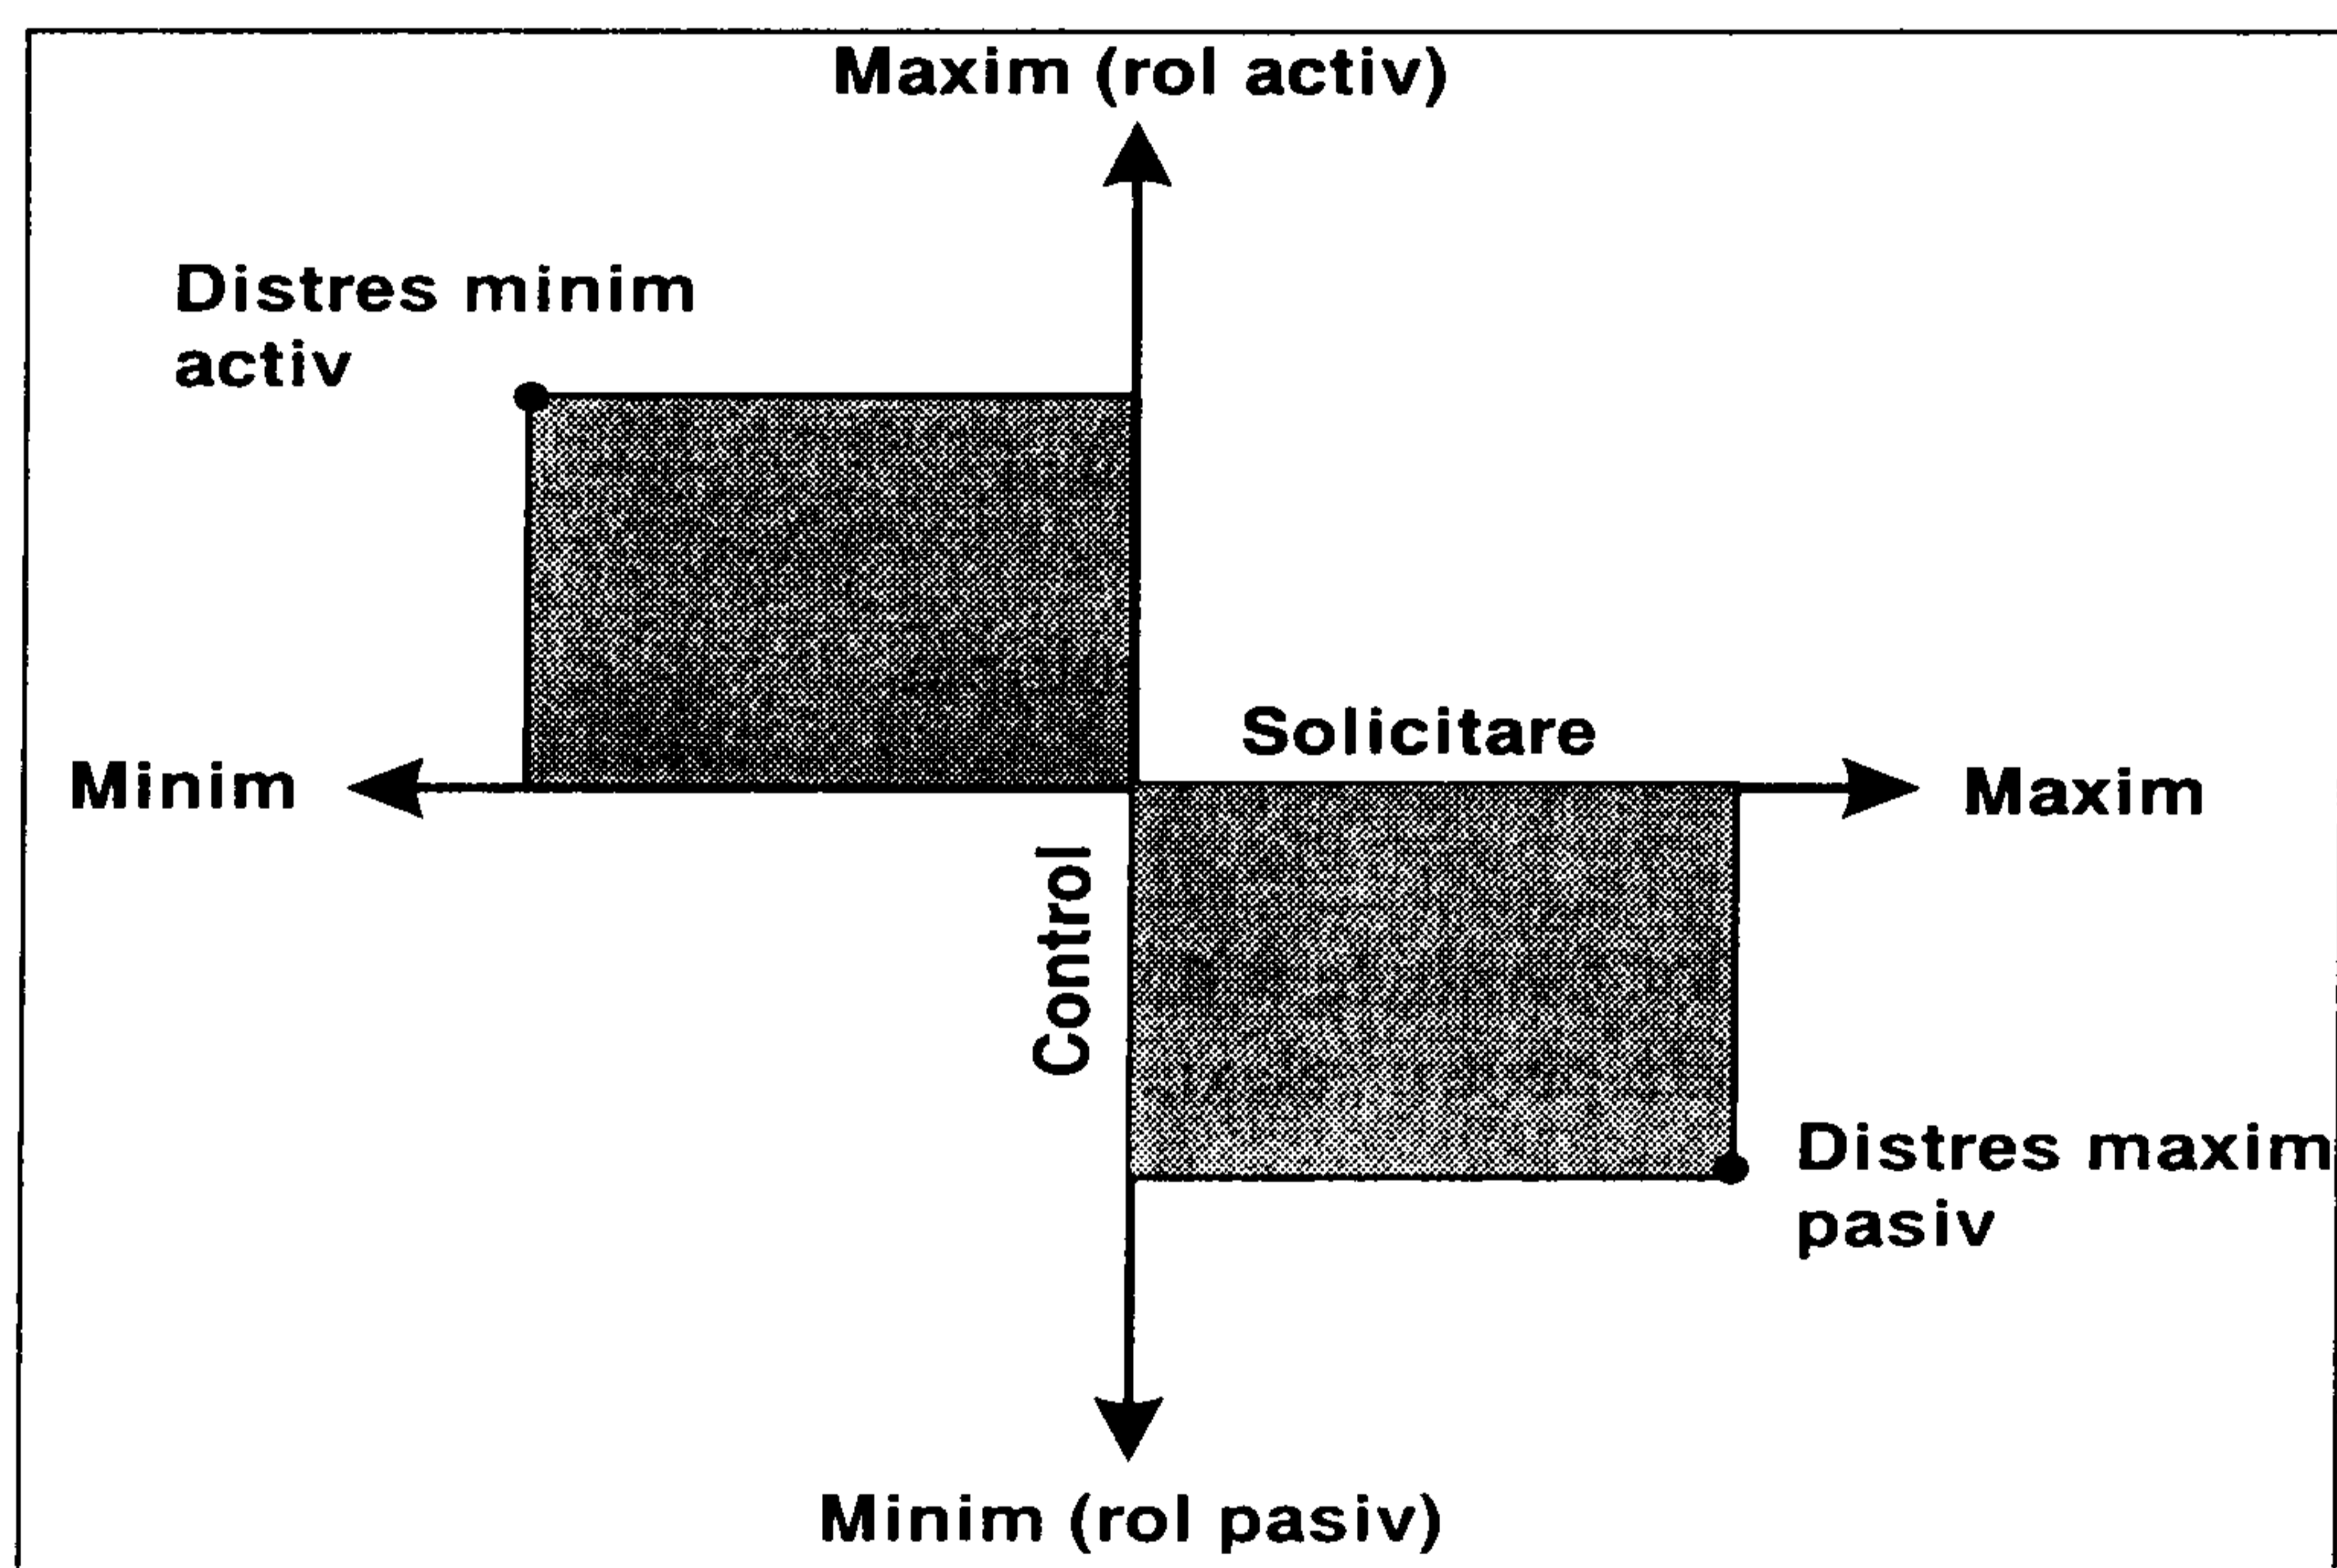 Maxim (rol activ)
Distres minim
activ
Solicitare
Minim
Maxim
Control
Distres maxim
pasiv
Minim (rol pasiv)